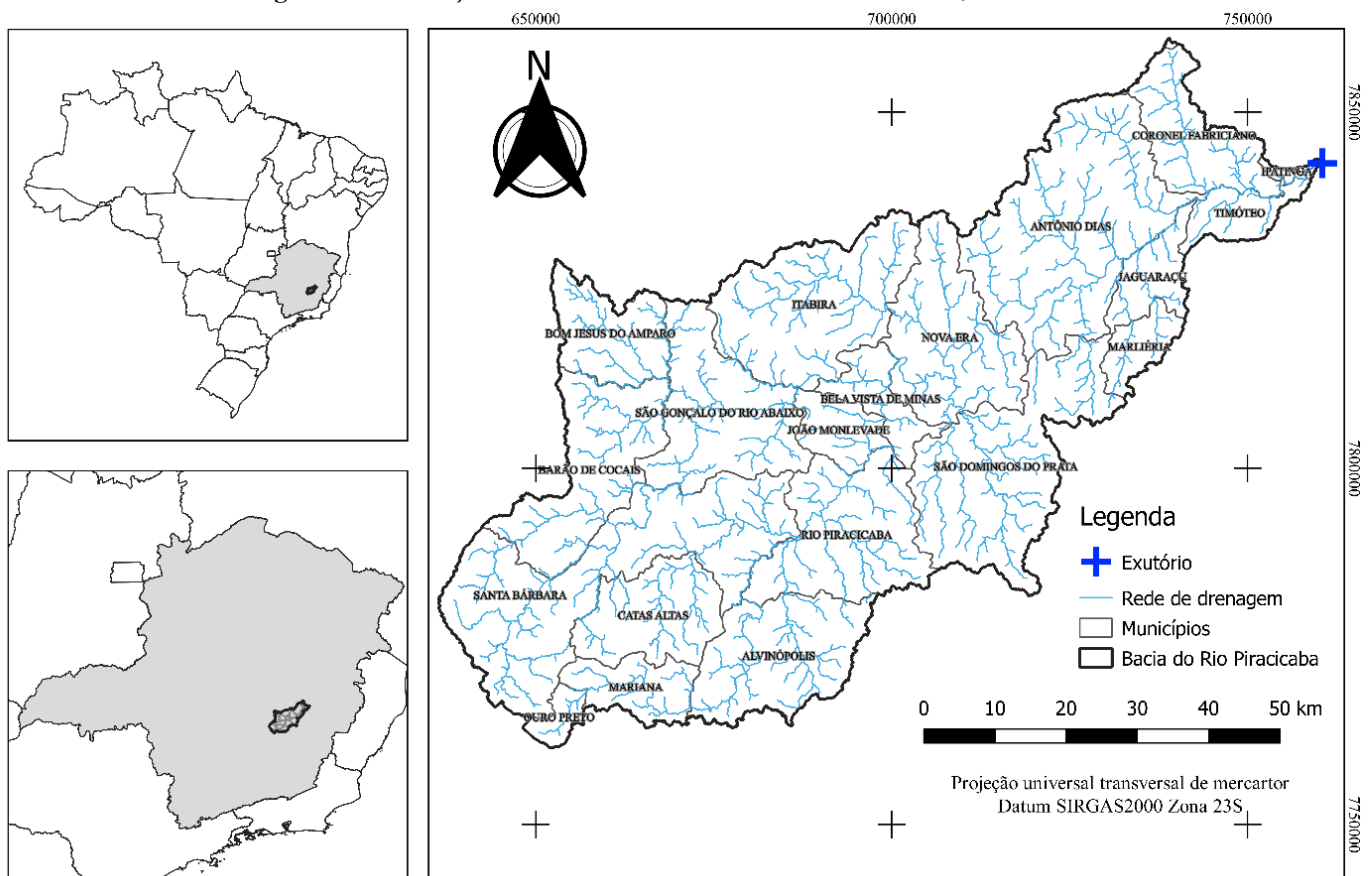 650000
700000
750000
N
7850000
CORONEL FABRICIANO
IPATINGA
TIMÓTEO
ANTÔNIO DIAS
JAGUARAÇU
ITABIRA
BOM JESUS DO AMPARO
NOVA ERA
MARLIÉRIA
BELA VISTA DE MINAS
SÃO GONÇALO DO RIO ABAIXO
JOÃO MONLEVADE
BARÃO DE COCAIS
SÃO DOMINGOS DO PRATA
7800000
RIO PIRACICABA
SANTA BÁRBARA
CATAS ALTAS
ALVINÓPOLIS
MARIANA
OURO PRETO
Legenda
Exutório
Rede de drenagem
Municípios
Bacia do Rio Piracicaba
0 10 20 30 40 50 km
Projeção universal transversal de mercartor
Datum SIRGAS2000 Zona 23S
7750000